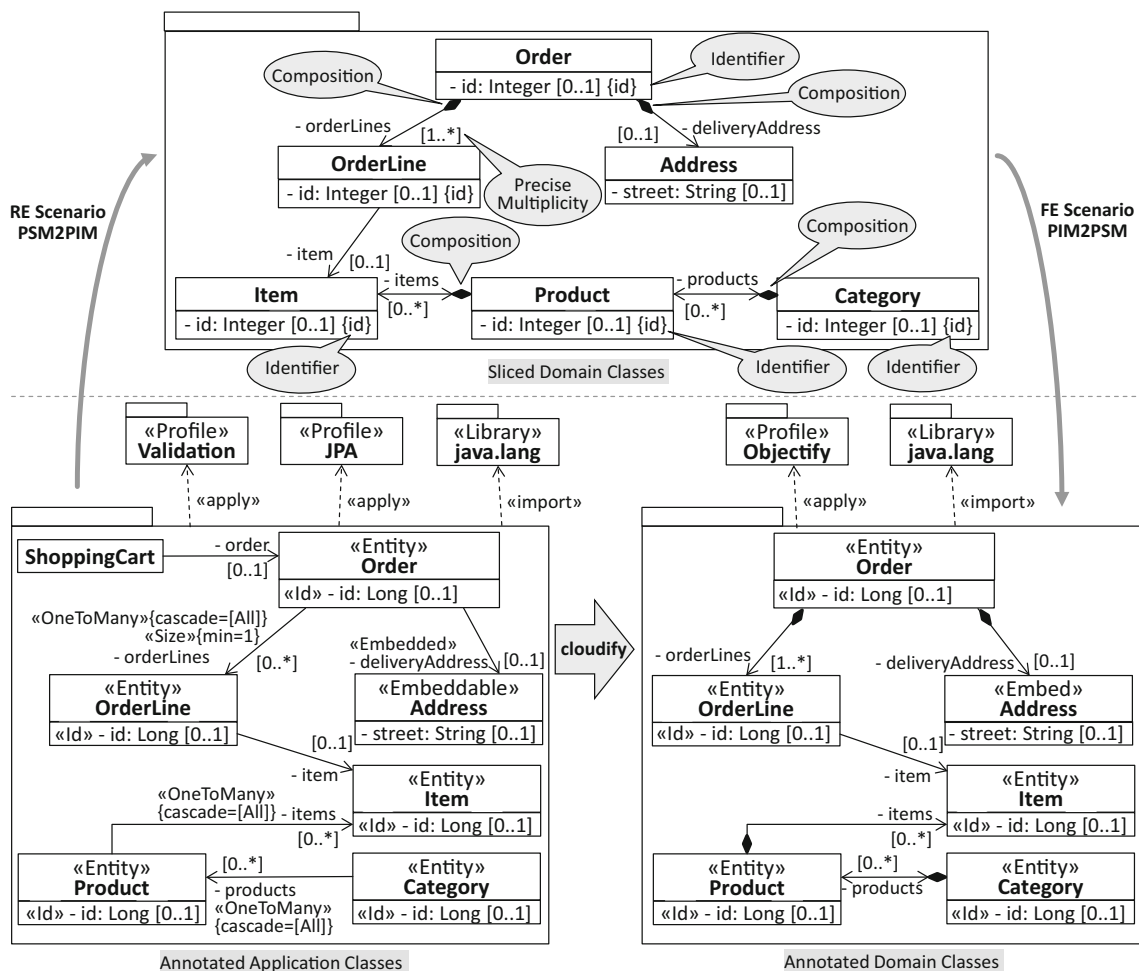 Order
- id: Integer [0..1] {id}
Identifier
Composition
Composition
- orderLines
[1..*]
[0..1]
- deliveryAddress
OrderLine
- id: Integer [0..1] {id}
Precise
Multiplicity
Address
- street: String [0..1]
RE Scenario
PSM2PIM
FE Scenario
PIM2PSM
- item
[0..1]
Composition
Composition
- items
[0..*]
- products
[0..*]
Item
- id: Integer [0..1] {id}
Product
- id: Integer [0..1] {id}
Category
- id: Integer [0..1] {id}
Identifier
Identifier
Identifier
Sliced Domain Classes
«Profile»
Validation
«Profile»
JPA
«Library»
java.lang
«Profile»
Objectify
«Library»
java.lang
«apply»
«apply»
«import»
«apply»
«import»
ShoppingCart
- order
[0..1]
«Entity»
Order
«Id» - id: Long [0..1]
«OneToMany»{cascade=[All]}
«Size»{min=1}
- orderLines
[0..*]
«Embedded»
- deliveryAddress
[0..1]
«Entity»
OrderLine
«Id» - id: Long [0..1]
«Embeddable»
Address
- street: String [0..1]
[0..1]
- item
«Entity»
Item
«Id» - id: Long [0..1]
«OneToMany»
{cascade=[All]}
- items
[0..*]
«Entity»
Product
«Id» - id: Long [0..1]
[0..*]
- products
«OneToMany»
{cascade=[All]}
«Entity»
Category
«Id» - id: Long [0..1]
Annotated Application Classes
cloudify
«Entity»
Order
«Id» - id: Long [0..1]
- orderLines
[1..*]
- deliveryAddress
[0..1]
«Entity»
OrderLine
«Id» - id: Long [0..1]
«Embed»
Address
- street: String [0..1]
[0..1]
- item
«Entity»
Item
«Id» - id: Long [0..1]
- items
[0..*]
«Entity»
Product
«Id» - id: Long [0..1]
[0..*]
- products
«Entity»
Category
«Id» - id: Long [0..1]
Annotated Domain Classes